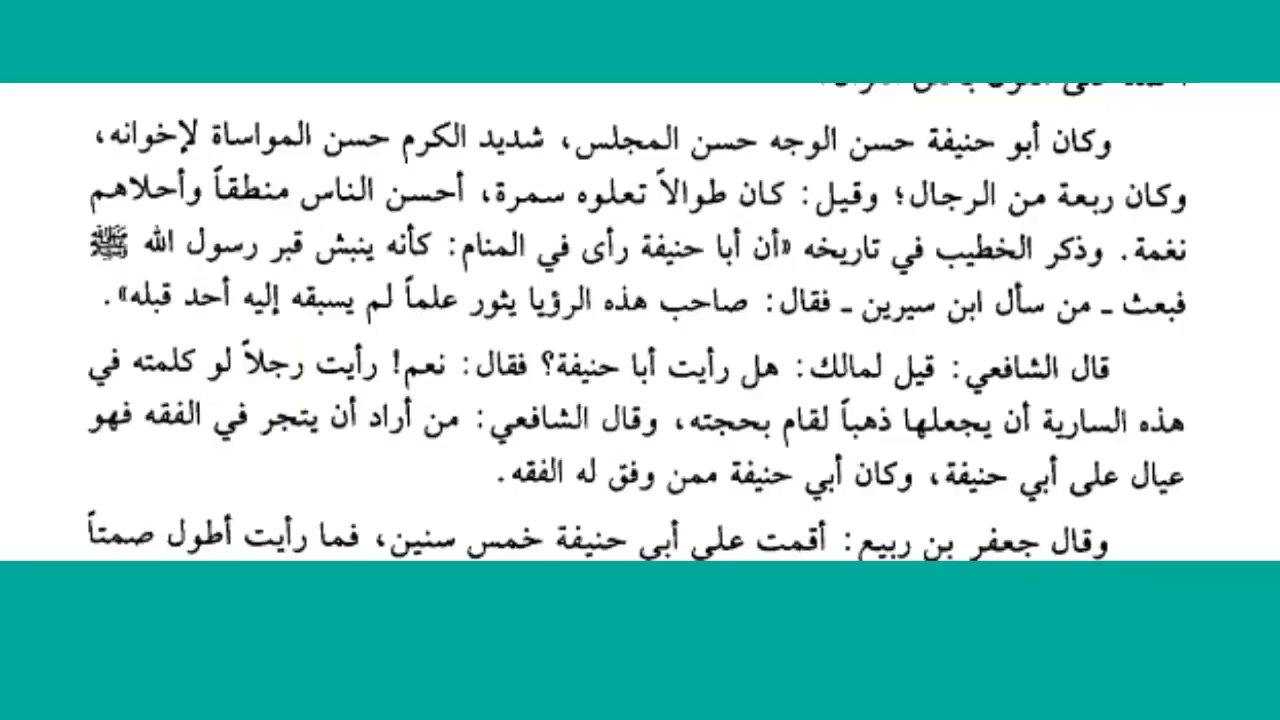 وكان أبو حنيفة حسن الوجه حسن المجلس، شديد الكرم حسن المواساة لإخوانه،
وكان ربعة من الرجال؛ وقيل: كان طوالاً تعلوه سمرة، أحسن الناس منطقاً وأحلاهم
نغمة. وذكر الخطيب في تاريخه «أن أبا حنيفة رأى في المنام: كأنه ينبش قبر رسول الله ﷺ
فبعث ـ من سأل ابن سيرين ـ فقال: صاحب هذه الرؤيا يثور علماً لم يسبقه إليه أحد قبله».
قال الشافعي: قيل لمالك: هل رأيت أبا حنيفة؟ فقال: نعم! رأيت رجلاً لو كلمته في
هذه السارية أن يجعلها ذهباً لقام بحجته، وقال الشافعي: من أراد أن يتجر في الفقه فهو
عيال على أبي حنيفة، وكان أبي حنيفة ممن وفق له الفقه.
وقال جعفر بن ربيع: أقمت على أبي حنيفة خمس سنين، فما رأيت أطول صمتاً